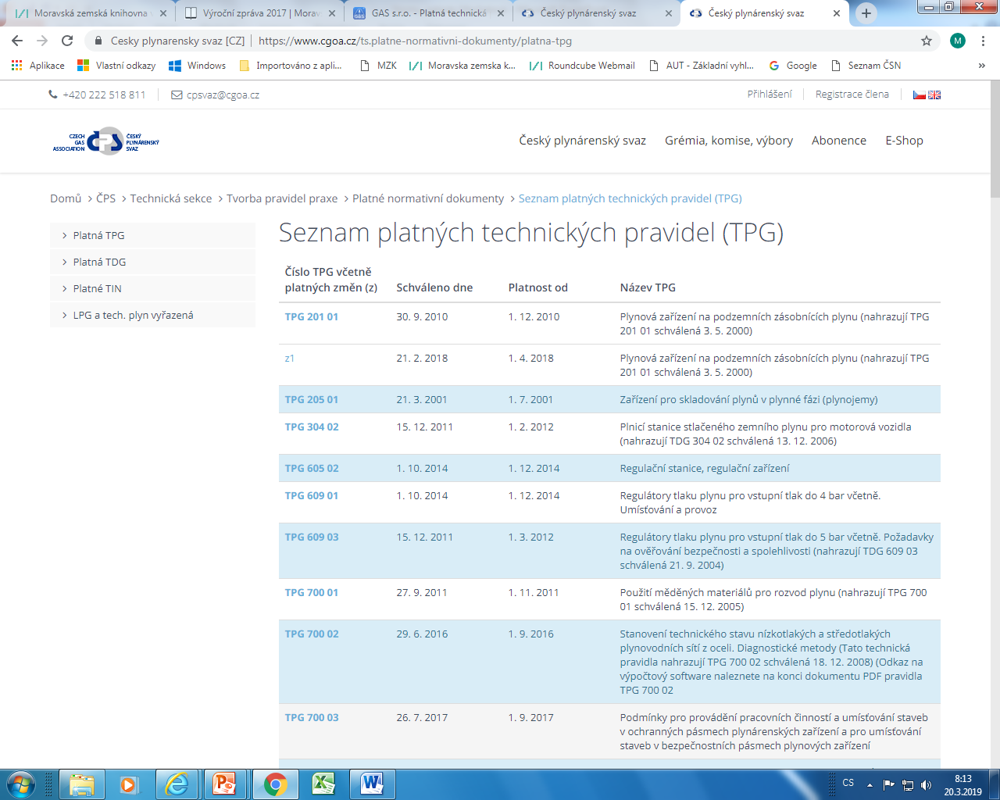 Moravská zemská knihovna
Výroční zpráva 2017 | Morav
GAS s.r.o. - Platná technická
Český plynárenský svaz
Český plynárenský svaz
Cesky plynarensky svaz [CZ] | https://www.cgoa.cz/ts.platne-normativni-dokumenty/platna-tpg
M
Aplikace
Vlastní odkazy
Windows
Importováno z apli...
MZK
Moravska zemska k...
Roundcube Webmail
AUT - Základní vyhl...
Google
Seznam ČSN
»
+420 222 518 811
cpsvaz@cgoa.cz
Přihlášení
Registrace člena
CZECH
GAS
ASSOCIATION
ČESKÝ
PLYNÁRENSKÝ
SVAZ
Český plynárenský svaz
Grémia, komise, výbory
Abonence
E-Shop
Domů > ČPS > Technická sekce > Tvorba pravidel praxe > Platné normativní dokumenty > Seznam platných technických pravidel (TPG)
> Platná TPG
> Platná TDG
> Platné TIN
> LPG a tech. plyn vyřazená
Seznam platných technických pravidel (TPG)
Číslo TPG včetně
platných změn (z)
Schváleno dne
Platnost od
Název TPG
TPG 201 01
30. 9. 2010
1. 12. 2010
Plynová zařízení na podzemních zásobnících plynu (nahrazují TPG
201 01 schválená 3. 5. 2000)
z1
21. 2. 2018
1. 4. 2018
Plynová zařízení na podzemních zásobnících plynu (nahrazují TPG
201 01 schválená 3. 5. 2000)
TPG 205 01
21. 3. 2001
1. 7. 2001
Zařízení pro skladování plynů v plynné fázi (plynojemy)
TPG 304 02
15. 12. 2011
1. 2. 2012
Plnicí stanice stlačeného zemního plynu pro motorová vozidla
(nahrazují TDG 304 02 schválená 13. 12. 2006)
TPG 605 02
1. 10. 2014
1. 12. 2014
Regulační stanice, regulační zařízení
TPG 609 01
1. 10. 2014
1. 12. 2014
Regulátory tlaku plynu pro vstupní tlak do 4 bar včetně.
Umísťování a provoz
TPG 609 03
15. 12. 2011
1. 3. 2012
Regulátory tlaku plynu pro vstupní tlak do 5 bar včetně. Požadavky
na ověřování bezpečnosti a spolehlivosti (nahrazují TDG 609 03
schválená 21. 9. 2004)
TPG 700 01
27. 9. 2011
1. 11. 2011
Použití měděných materiálů pro rozvod plynu (nahrazují TPG 700
01 schválená 15. 12. 2005)
TPG 700 02
29. 6. 2016
1. 9. 2016
Stanovení technického stavu nízkotlakých a středotlakých
plynovodních sítí z oceli. Diagnostické metody (Tato technická
pravidla nahrazují TPG 700 02 schválená 18. 12. 2008) (Odkaz na
výpočtový software naleznete na konci dokumentu PDF pravidla
TPG 700 02
TPG 700 03
26. 7. 2017
1. 9. 2017
Podmínky pro provádění pracovních činností a umísťování staveb
v ochranných pásmech plynárenských zařízení a pro umísťování
staveb v bezpečnostních pásmech plynových zařízení
CS
8:13
20.3.2019